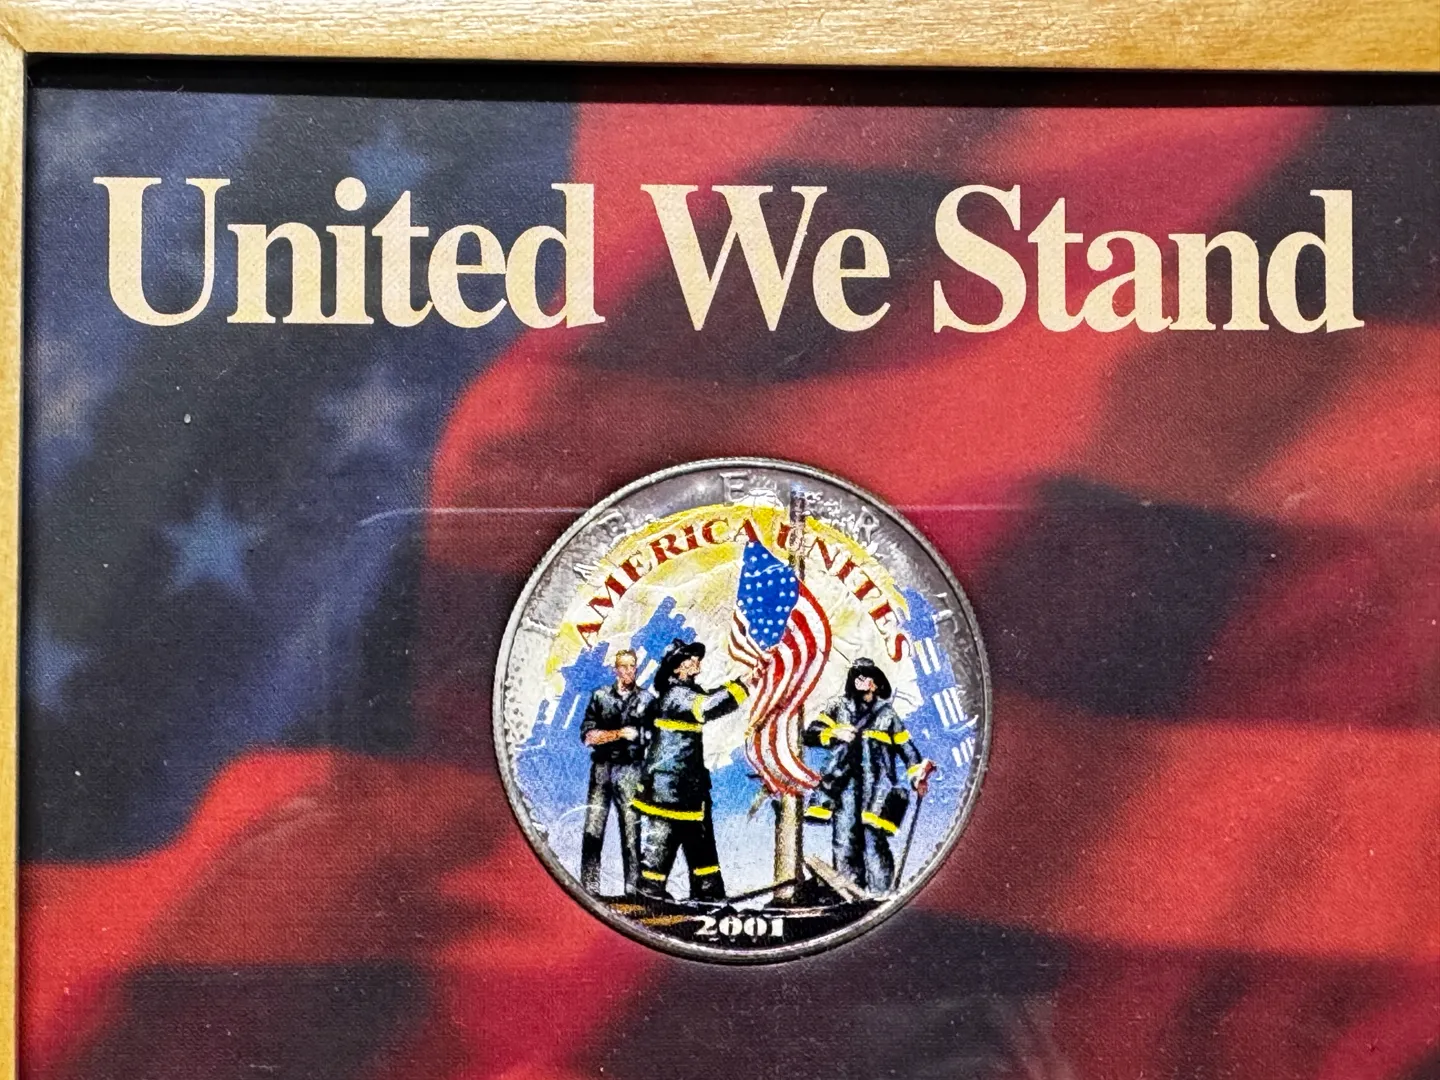 United We Stand
AMERICA UNITES
2001